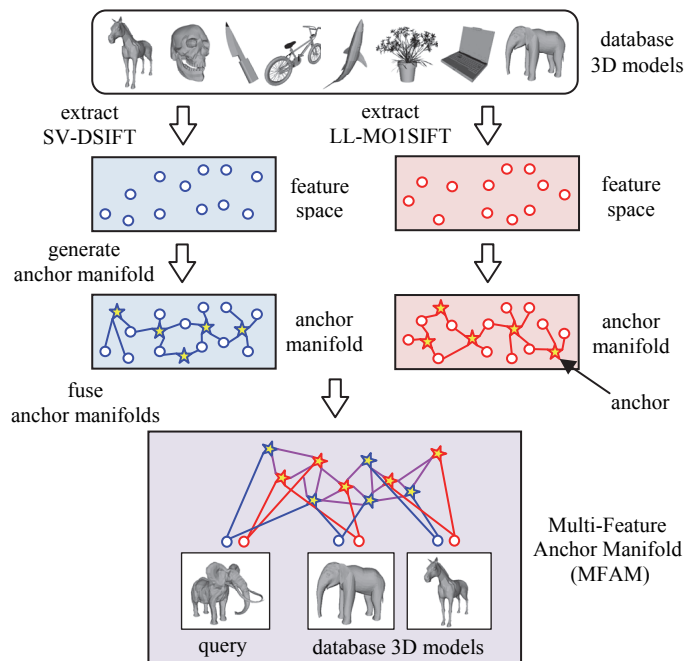 database
3D models
extract
SV-DSIFT
extract
LL-MO1SIFT
feature
space
feature
space
generate
anchor manifold
anchor
manifold
anchor
manifold
fuse
anchor manifolds
anchor
Multi-Feature
Anchor Manifold
(MFAM)
query
database 3D models